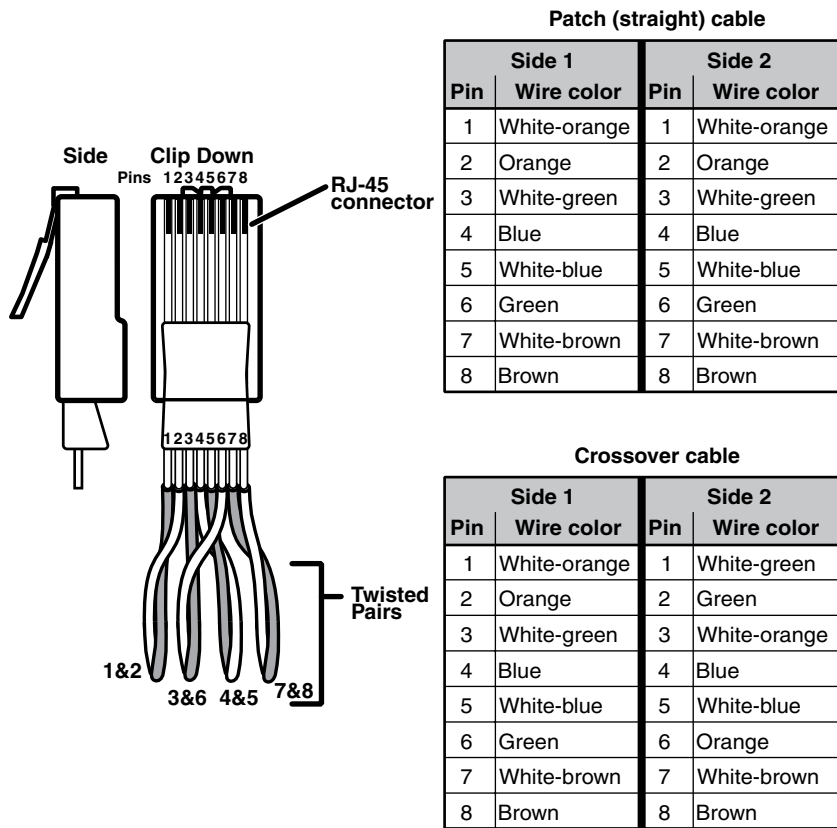 Side
Clip Down
Pins 12345678
RJ-45
connector
12345678
Twisted
Pairs
1&2
3&6
4&5
7&8
Patch (straight) cable
Side 1 Side 2
Pin Wire color Pin Wire color
1 White-orange 1 White-orange
2 Orange 2 Orange
3 White-green 3 White-green
4 Blue 4 Blue
5 White-blue 5 White-blue
6 Green 6 Green
7 White-brown 7 White-brown
8 Brown 8 Brown
Crossover cable
Side 1 Side 2
Pin Wire color Pin Wire color
1 White-orange 1 White-green
2 Orange 2 Green
3 White-green 3 White-orange
4 Blue 4 Blue
5 White-blue 5 White-blue
6 Green 6 Orange
7 White-brown 7 White-brown
8 Brown 8 Brown